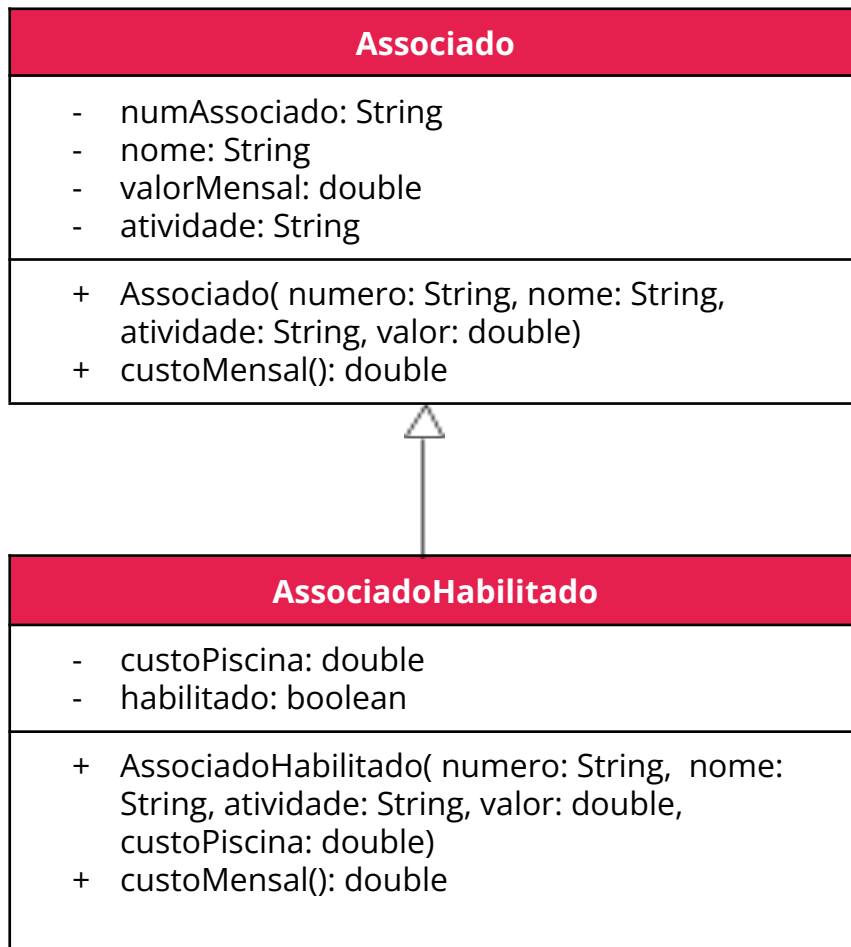 Associado
- numAssociado: String
- nome: String
- valorMensal: double
- atividade: String
+ Associado( numero: String, nome: String,
atividade: String, valor: double)
+ custoMensal(): double
AssociadoHabilitado
- custoPiscina: double
- habilitado: boolean
+ AssociadoHabilitado( numero: String, nome:
String, atividade: String, valor: double,
custoPiscina: double)
+ custoMensal(): double